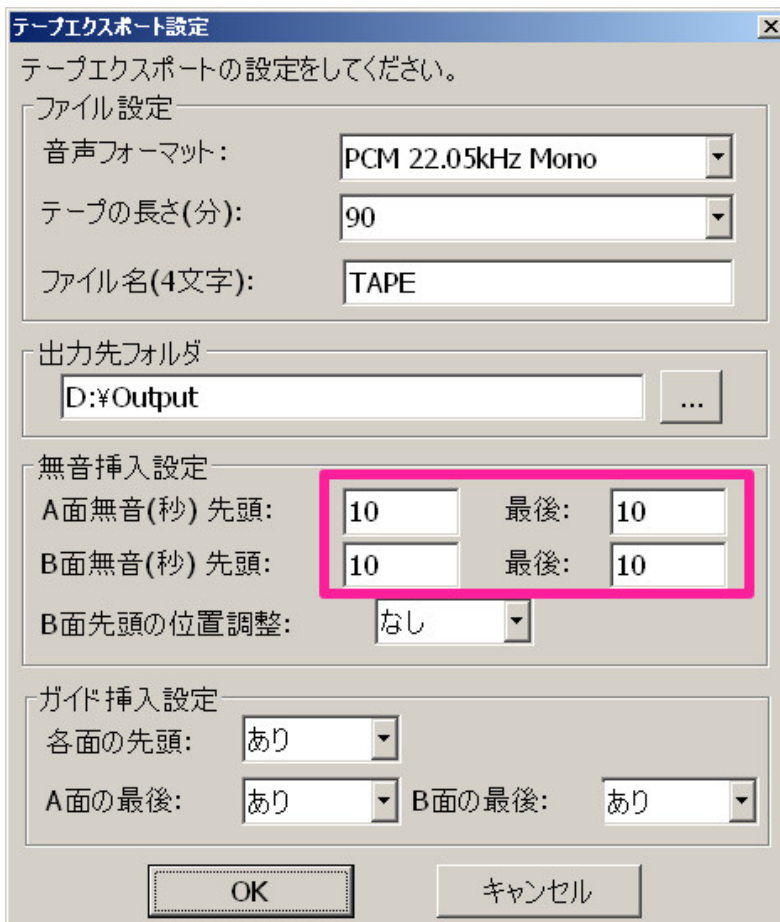 テープエクスポート設定
テープエクスポートの設定をしてください。
ファイル設定
音声フォーマット: PCM 22.05kHz Mono
テープの長さ(分): 90
ファイル名(4文字): TAPE
出力先フォルダ
D:¥Output ...
無音挿入設定
A面無音(秒) 先頭: 10 最後: 10
B面無音(秒) 先頭: 10 最後: 10
B面先頭の位置調整: なし
ガイド挿入設定
各面の先頭: あり
A面の最後: あり B面の最後: あり
OK キャンセル